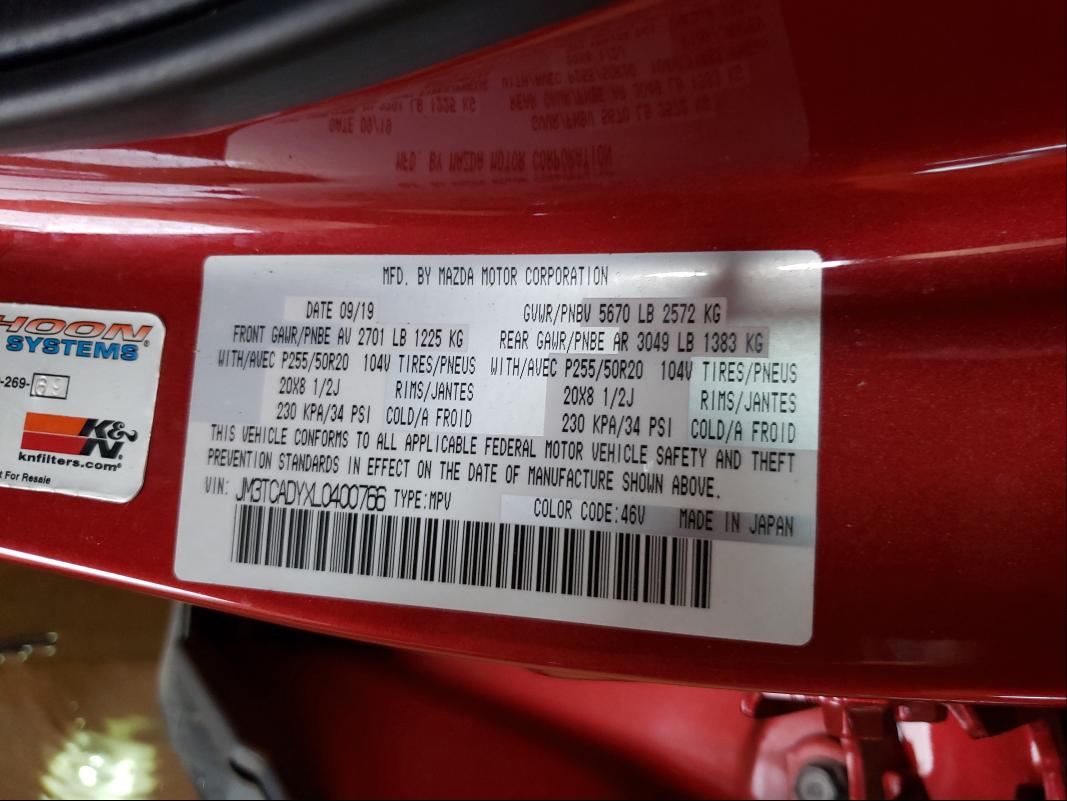 MFD. BY MAZDA MOTOR CORPORATION
DATE 09/19 GVWR/PNBV 5670 LB 2572 KG
FRONT GAWR/PNBE AV 2701 LB 1225 KG REAR GAWR/PNBE AR 3049 LB 1383 KG
WITH/AVEC P255/50R20 104V TIRES/PNEUS WITH/AVEC P255/50R20 104V TIRES/PNEUS
20X8 1/2J RIMS/JANTES 20X8 1/2J RIMS/JANTES
230 KPA/34 PSI COLD/A FROID 230 KPA/34 PSI COLD/A FROID
THIS VEHICLE CONFORMS TO ALL APPLICABLE FEDERAL MOTOR VEHICLE SAFETY AND THEFT
PREVENTION STANDARDS IN EFFECT ON THE DATE OF MANUFACTURE SHOWN ABOVE.
VIN: JM3TCADYXL0400766 TYPE:MPV COLOR CODE:46V MADE IN JAPAN
HOON
SYSTEMS
-269-
K&N
knfilters.com®
For Resale